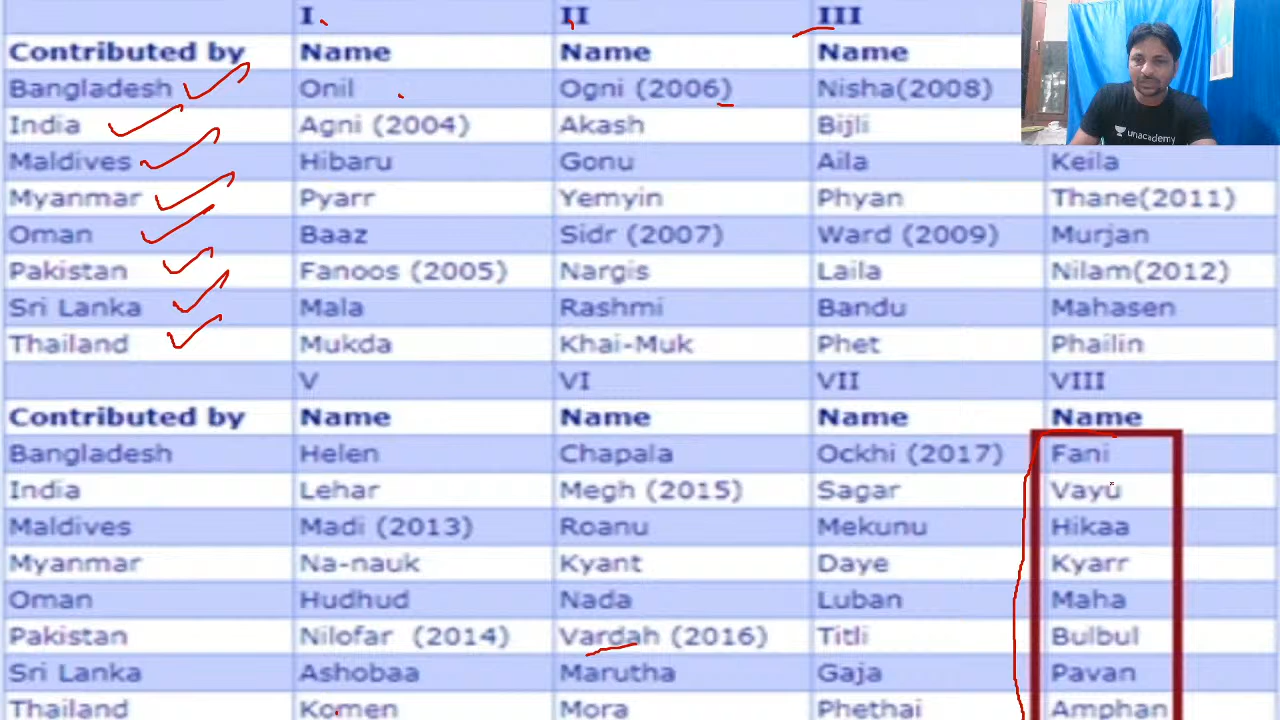 I II III
Contributed by Name Name Name
Bangladesh Onil Ogni (2006) Nisha(2008)
India Agni (2004) Akash Bijli
Maldives Hibaru Gonu Aila Keila
Myanmar Pyarr Yemyin Phyan Thane(2011)
Oman Baaz Sidr (2007) Ward (2009) Murjan
Pakistan Fanoos (2005) Nargis Laila Nilam(2012)
Sri Lanka Mala Rashmi Bandu Mahasen
Thailand Mukda Khai-Muk Phet Phailin
V VI VII VIII
Contributed by Name Name Name Name
Bangladesh Helen Chapala Ockhi (2017) Fani
India Lehar Megh (2015) Sagar Vayu
Maldives Madi (2013) Roanu Mekunu Hikaa
Myanmar Na-nauk Kyant Daye Kyarr
Oman Hudhud Nada Luban Maha
Pakistan Nilofar (2014) Vardah (2016) Titli Bulbul
Sri Lanka Ashobaa Marutha Gaja Pavan
Thailand Komen Mora Phethai Amphan
unacademy